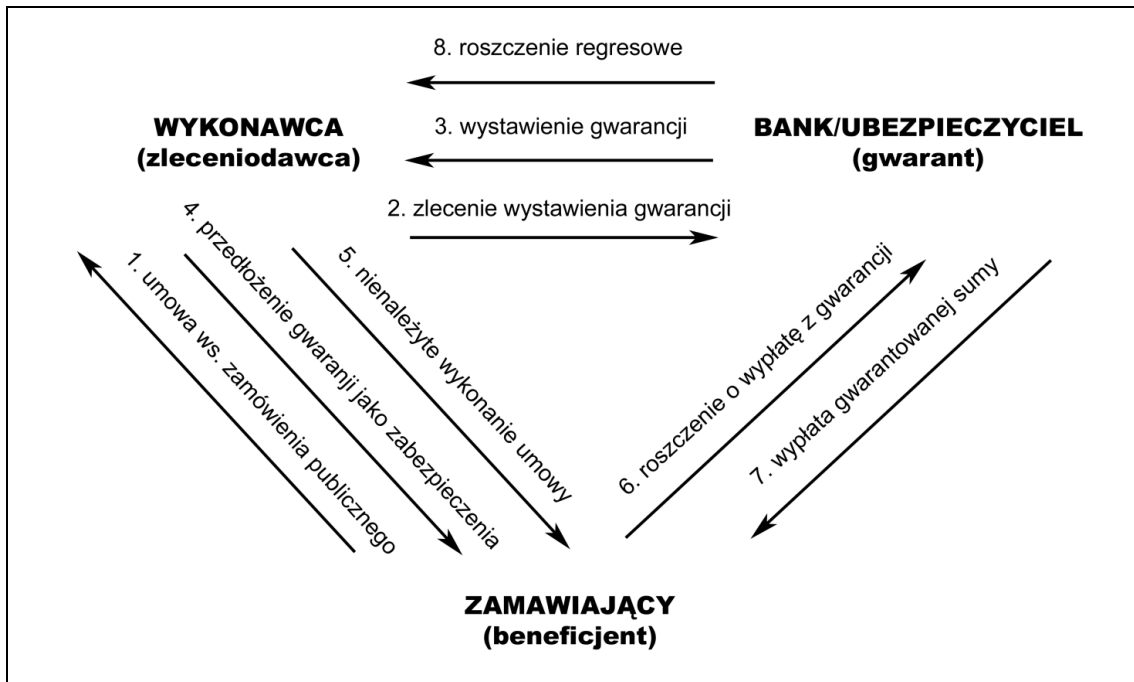 8. roszczenie regresowe
WYKONAWCA
(zleceniodawca)
3. wystawienie gwarancji
BANK/UBEZPIECZYCIEL
(gwarant)
2. zlecenie wystawienia gwarancji
1. umowa ws. zamówienia publicznego
4. przedłożenie gwaranji jako zabezpieczenia
5. nienależyte wykonanie umowy
6. roszczenie o wypłatę z gwarancji
7. wypłata gwarantowanej sumy
ZAMAWIAJĄCY
(beneficjent)